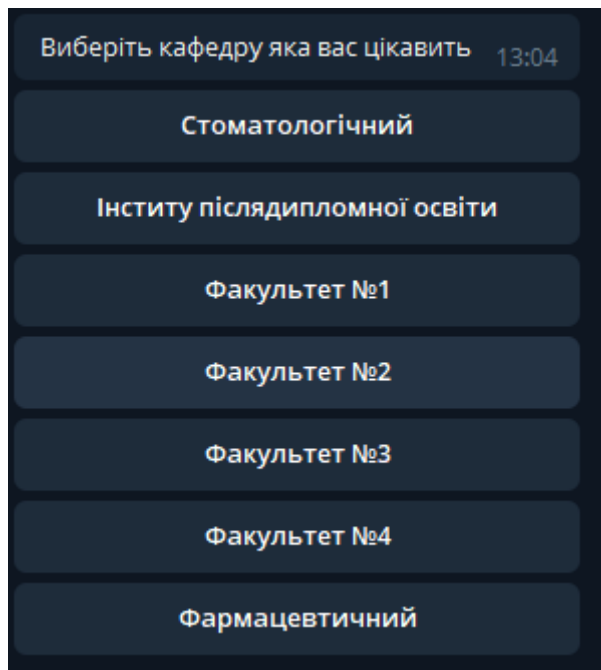 Виберіть кафедру яка вас цікавить 13:04
Стоматологічний
Інститу післядипломної освіти
Факультет №1
Факультет №2
Факультет №3
Факультет №4
Фармацевтичний